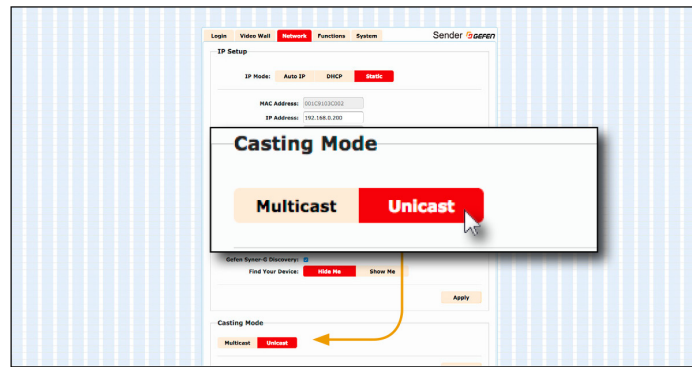 Login Video Wall Network Functions System Sender Gefen
IP Setup
IP Mode: Auto IP DHCP Static
MAC Address: 001C9103C002
IP Address: 192.168.0.200
Casting Mode
Multicast Unicast
Gefen Syner-G Discovery:
Find Your Device: Hide Me Show Me
Apply
Casting Mode
Multicast Unicast